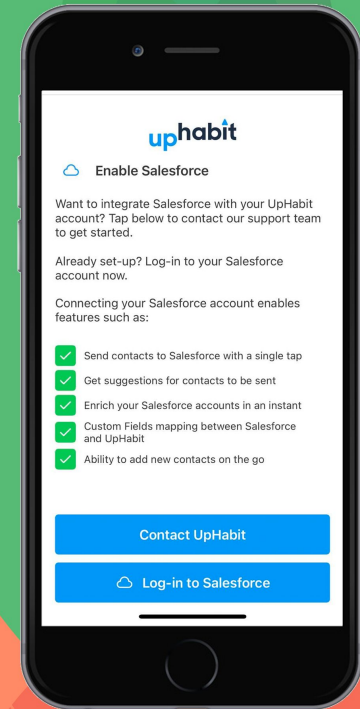 uphabit
Enable Salesforce
Want to integrate Salesforce with your UpHabit
account? Tap below to contact our support team
to get started.
Already set-up? Log-in to your Salesforce
account now.
Connecting your Salesforce account enables
features such as:
Send contacts to Salesforce with a single tap
Get suggestions for contacts to be sent
Enrich your Salesforce accounts in an instant
Custom Fields mapping between Salesforce
and UpHabit
Ability to add new contacts on the go
Contact UpHabit
Log-in to Salesforce